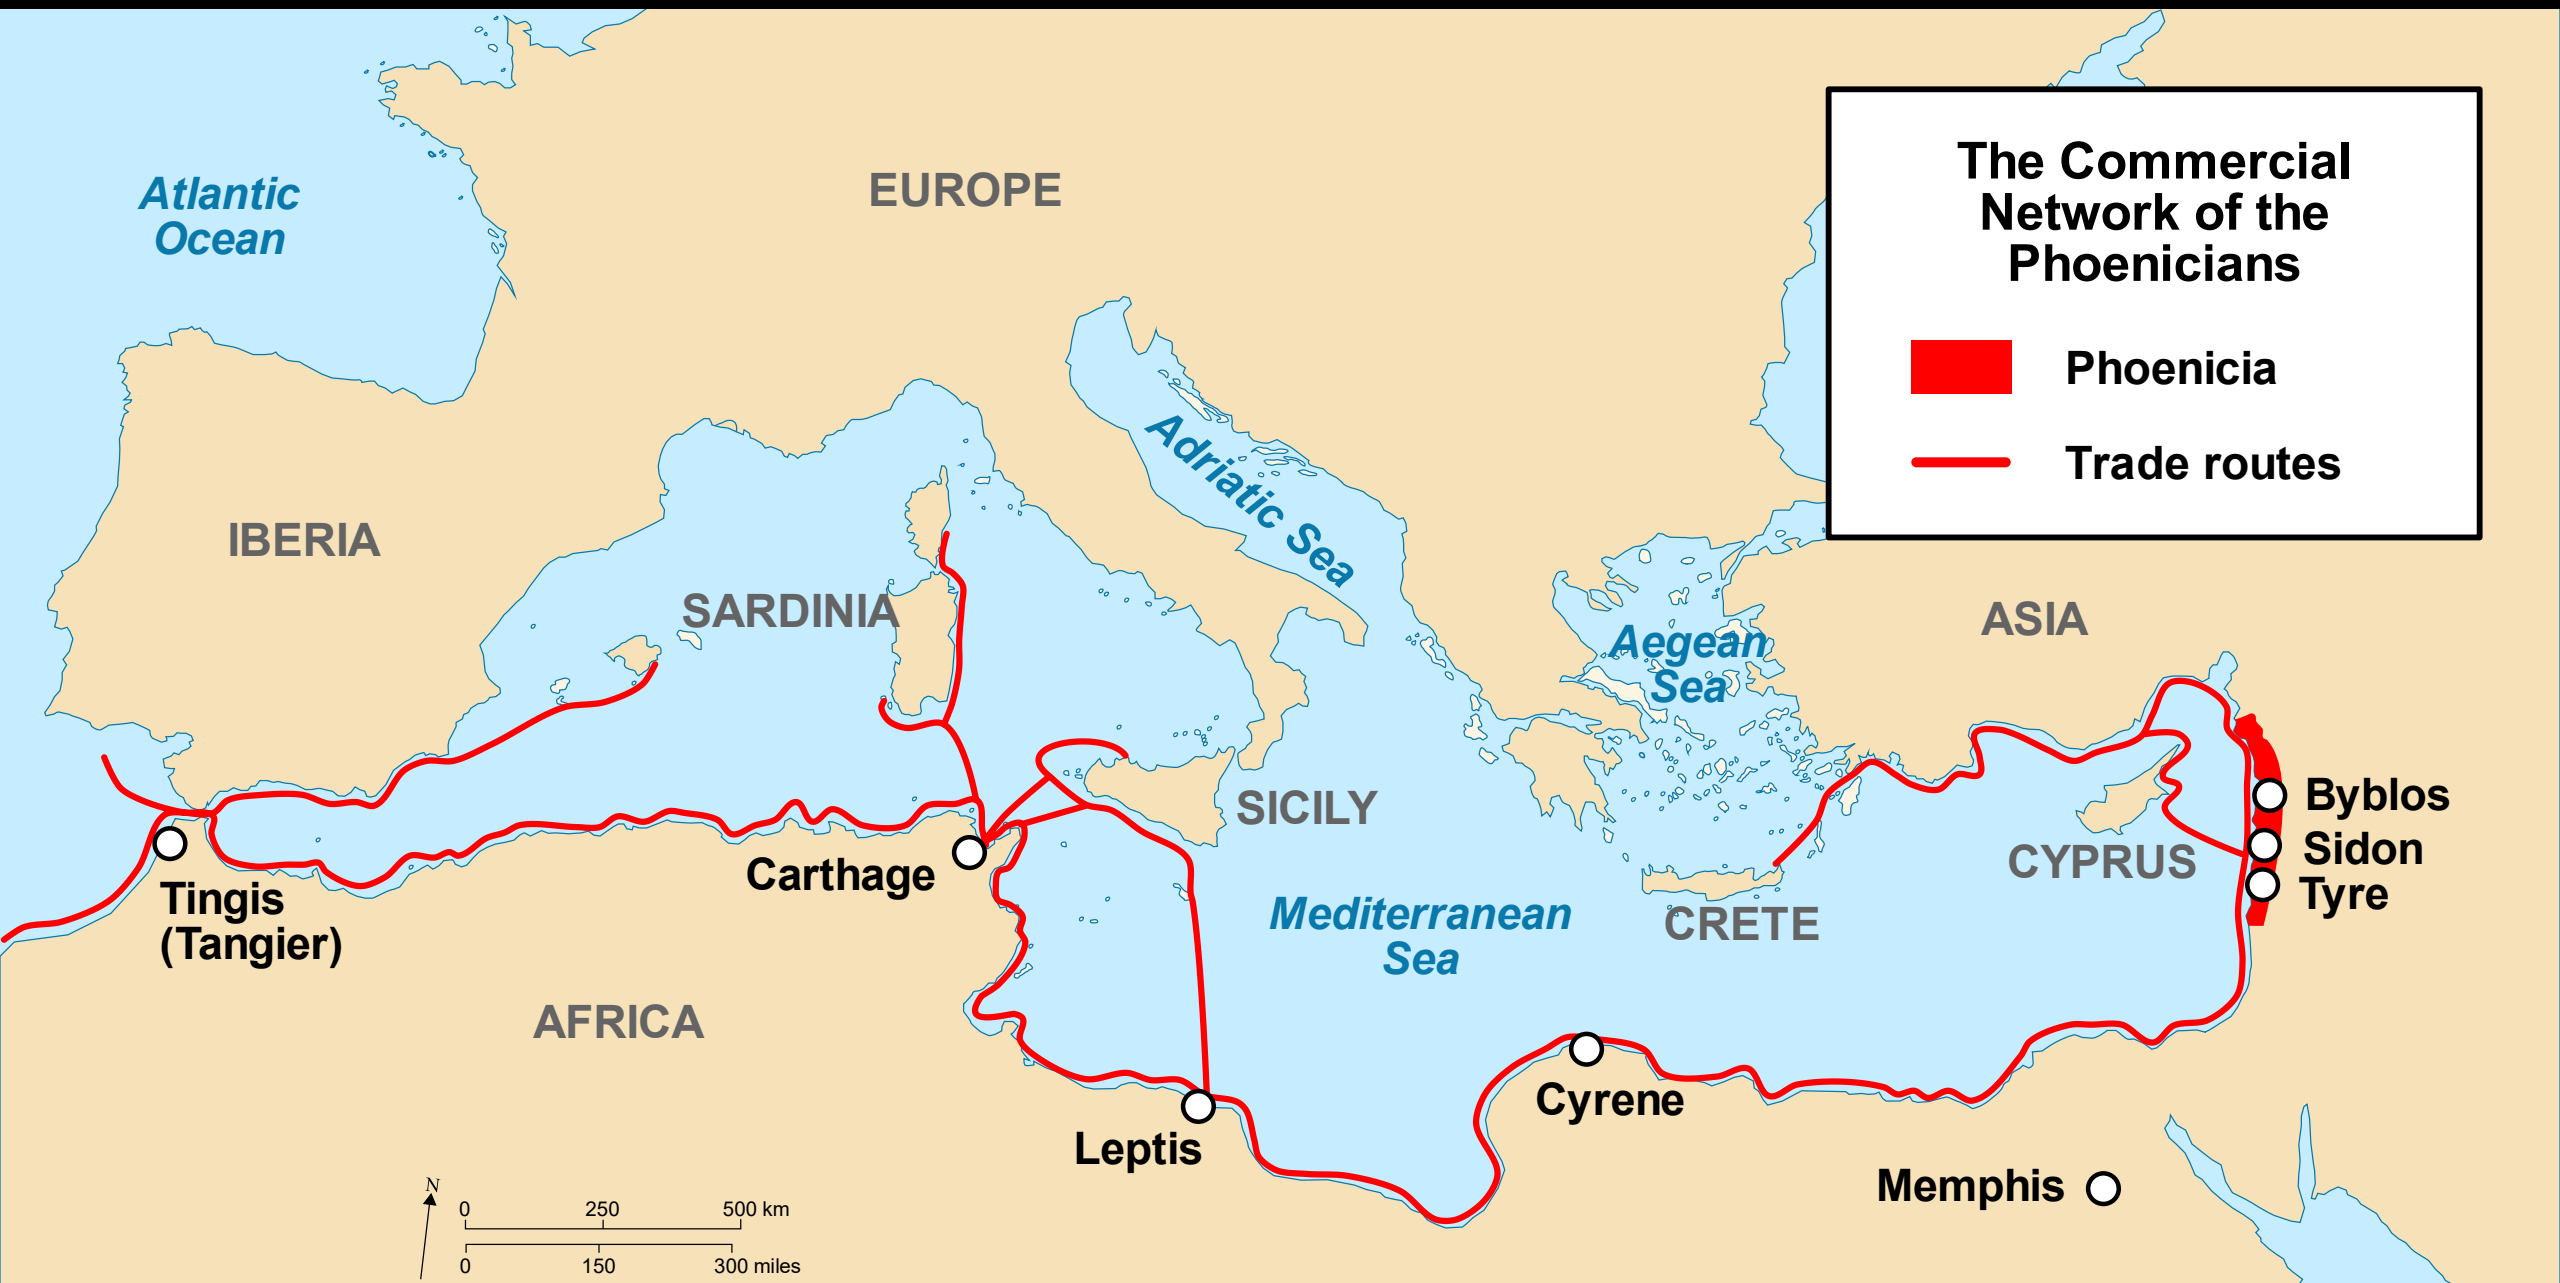 The Commercial
Network of the
Phoenicians
Phoenicia
Trade routes
Atlantic
Ocean
EUROPE
IBERIA
SARDINIA
Adriatic Sea
Aegean
Sea
ASIA
SICILY
CYPRUS
CRETE
Byblos
Sidon
Tyre
Carthage
Tingis
(Tangier)
Mediterranean
Sea
AFRICA
Leptis
Cyrene
Memphis
N
0 250 500 km
0 150 300 miles